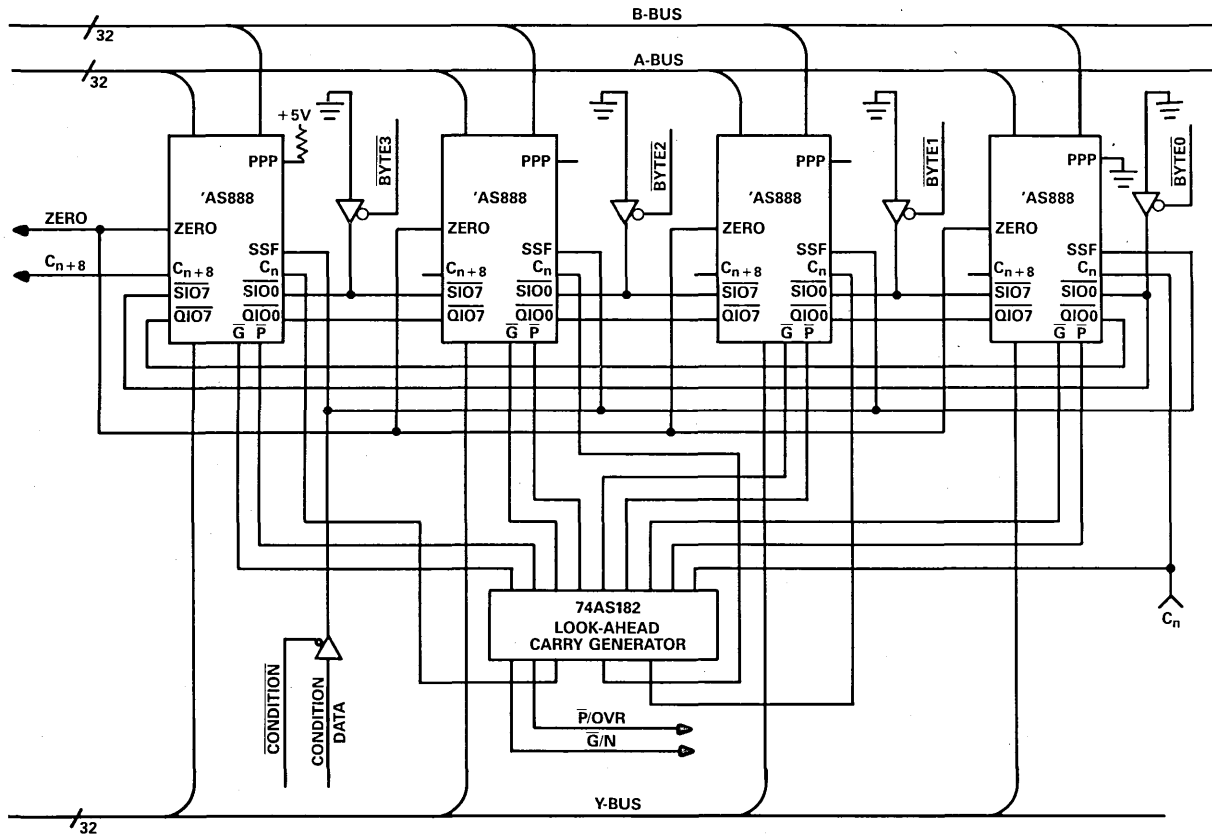 B-BUS
32
A-BUS
32
+5V
PPP
'AS888
ZERO
SSF
Cn+8
Cn
SIO7
SIO0
QIO7
QIO0
G P
BYTE3
PPP
'AS888
ZERO
SSF
Cn+8
Cn
SIO7
SIO0
QIO7
QIO0
G P
BYTE2
PPP
'AS888
ZERO
SSF
Cn+8
Cn
SIO7
SIO0
QIO7
QIO0
G P
BYTE1
PPP
'AS888
ZERO
SSF
Cn+8
Cn
SIO7
SIO0
QIO7
QIO0
G P
BYTE0
ZERO
Cn+8
74AS182
LOOK-AHEAD
CARRY GENERATOR
Cn
CONDITION
CONDITION
DATA
P/OVR
G/N
Y-BUS
32